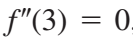 f″(3) = 0,